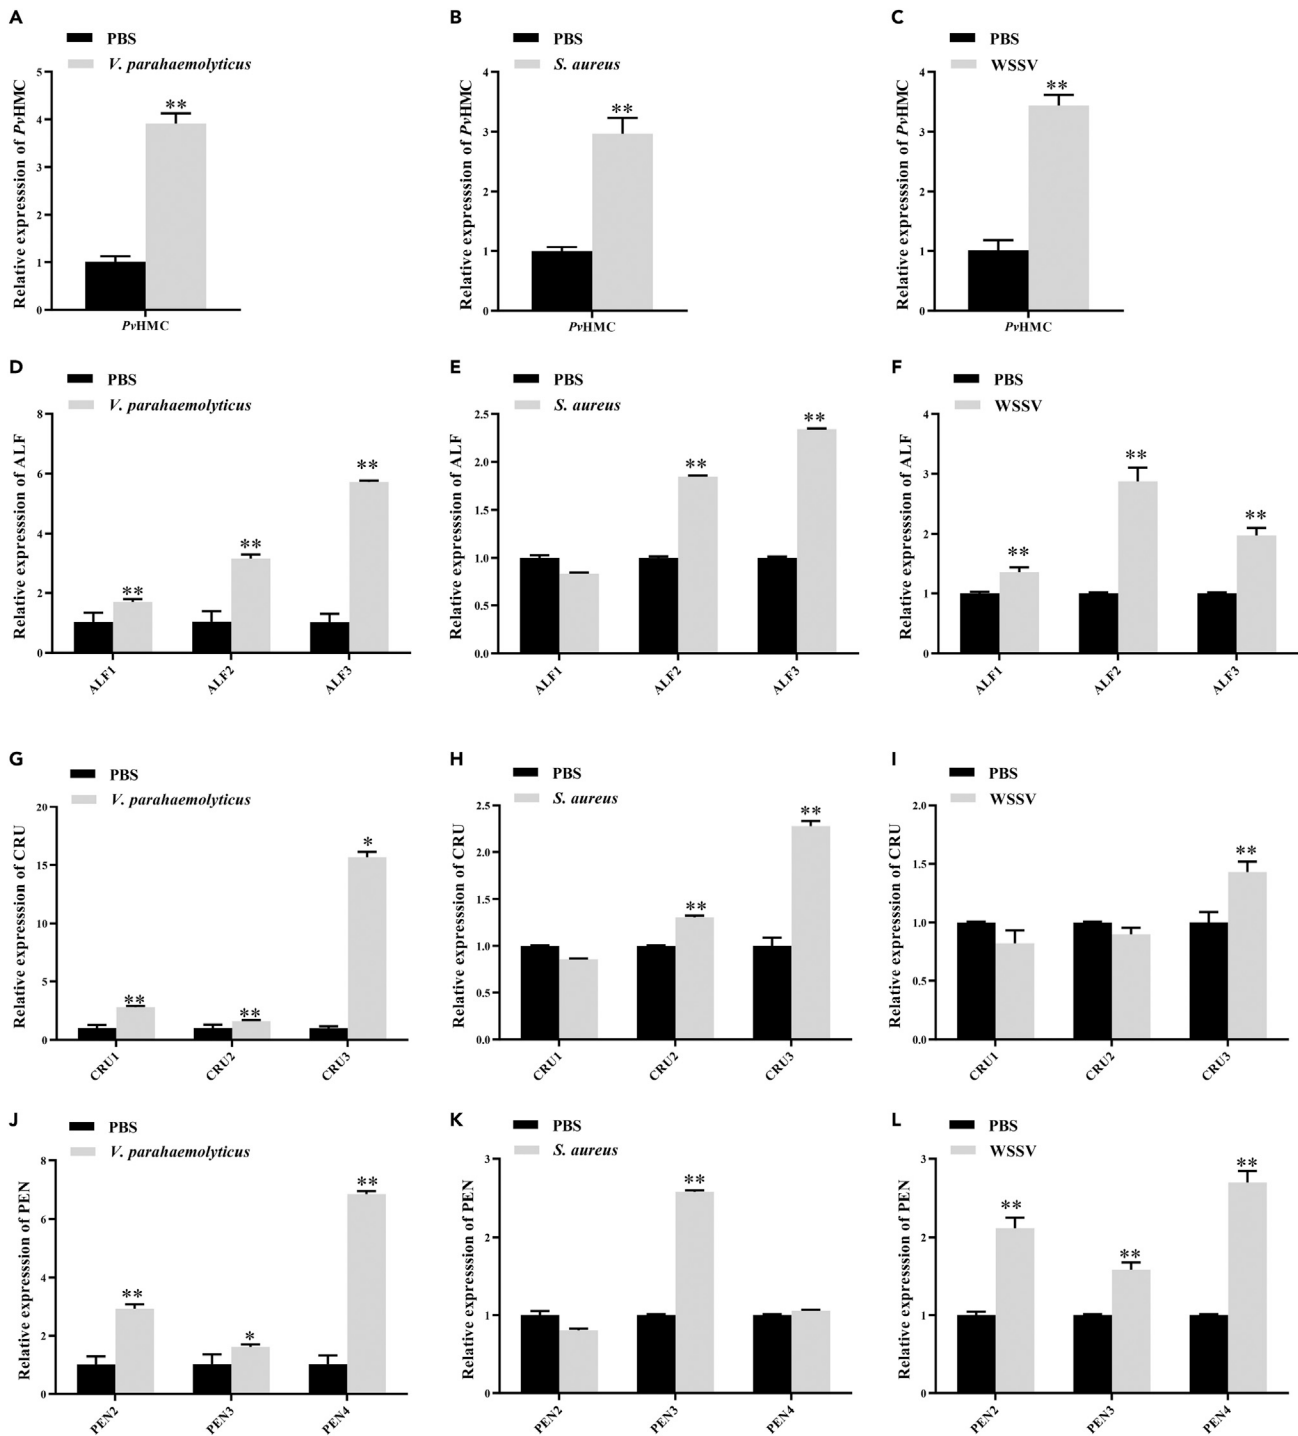 A
PBS
V. parahaemolyticus
Relative expresssion of PvHMC
5
4
3
2
1
0
**
PvHMC
B
PBS
S. aureus
Relative expresssion of PvHMC
4
3
2
1
0
**
PvHMC
C
PBS
WSSV
Relative expresssion of PvHMC
4
3
2
1
0
**
PvHMC
D
PBS
V. parahaemolyticus
Relative expresssion of ALF
8
6
4
2
0
** ** **
ALF1 ALF2 ALF3
E
PBS
S. aureus
Relative expresssion of ALF
2.5
2.0
1.5
1.0
0.5
0.0
** **
ALF1 ALF2 ALF3
F
PBS
WSSV
Relative expresssion of ALF
4
3
2
1
0
** ** **
ALF1 ALF2 ALF3
G
PBS
V. parahaemolyticus
Relative expresssion of CRU
20
15
10
5
0
** ** *
CRU1 CRU2 CRU3
H
PBS
S. aureus
Relative expresssion of CRU
2.5
2.0
1.5
1.0
0.5
0.0
** **
CRU1 CRU2 CRU3
I
PBS
WSSV
Relative expresssion of CRU
2.0
1.5
1.0
0.5
0.0
**
CRU1 CRU2 CRU3
J
PBS
V. parahaemolyticus
Relative expresssion of PEN
8
6
4
2
0
** * **
PEN2 PEN3 PEN4
K
PBS
S. aureus
Relative expresssion of PEN
3
2
1
0
**
PEN2 PEN3 PEN4
L
PBS
WSSV
Relative expresssion of PEN
3
2
1
0
** ** **
PEN2 PEN3 PEN4